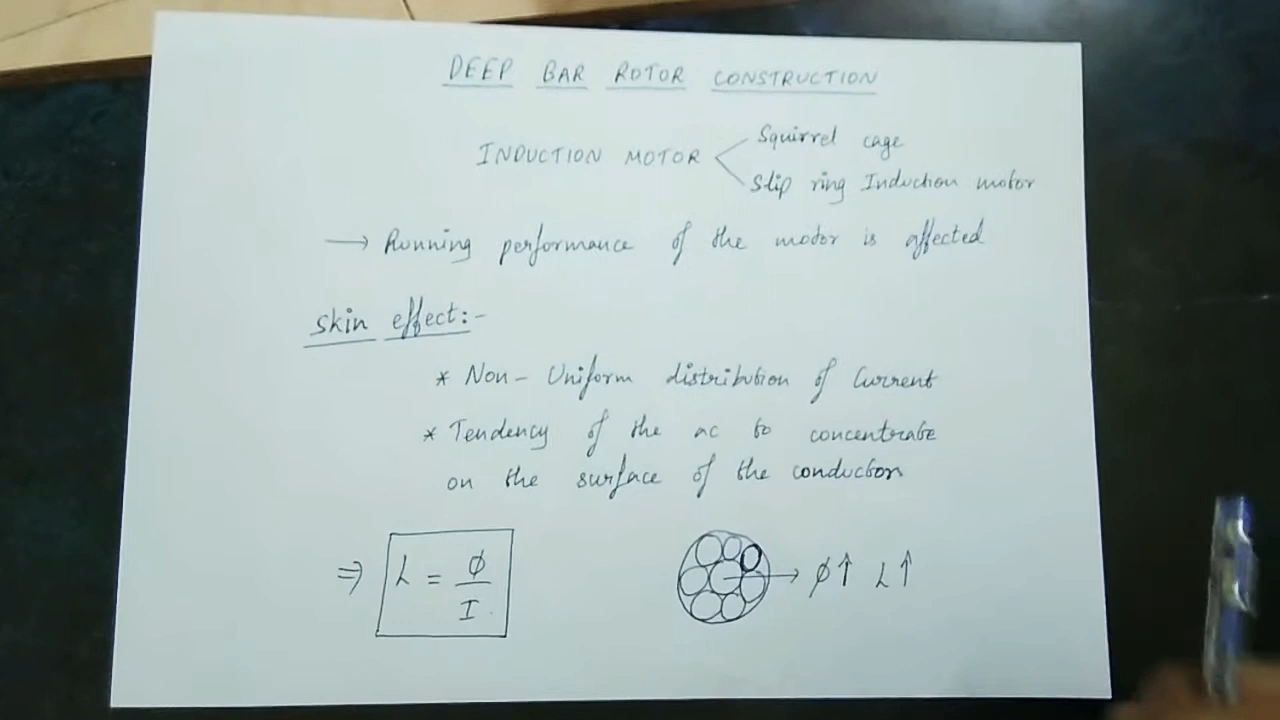 DEEP BAR ROTOR CONSTRUCTION
INDUCTION MOTOR
Squirrel cage
Slip ring Induction motor
→ Running performance of the motor is affected
Skin effect:-
* Non-Uniform distribution of Current
* Tendency of the ac to concentrate
on the surface of the conductor
⇒ L = ϕ / I
→ ϕ↑ L↑